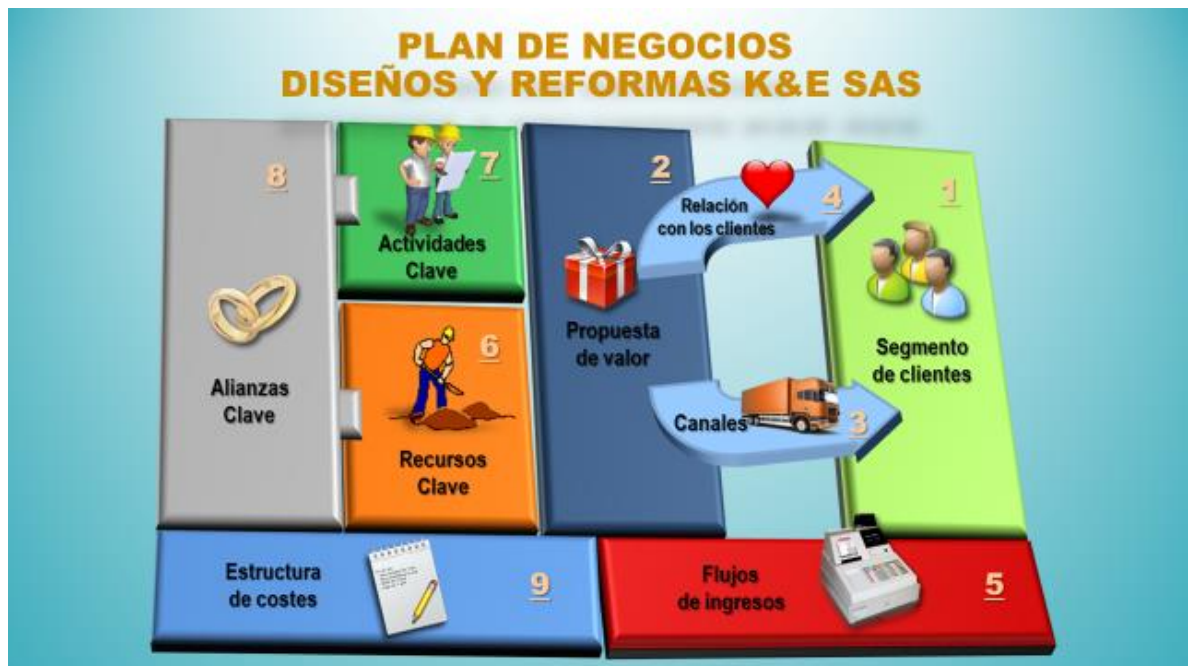 PLAN DE NEGOCIOS
DISEÑOS Y REFORMAS K&E SAS
8
Alianzas
Clave
7
Actividades
Clave
6
Recursos
Clave
2
Propuesta
de valor
Relación
con los clientes
4
Canales
3
1
Segmento
de clientes
Estructura
de costes
9
Flujos
de ingresos
5